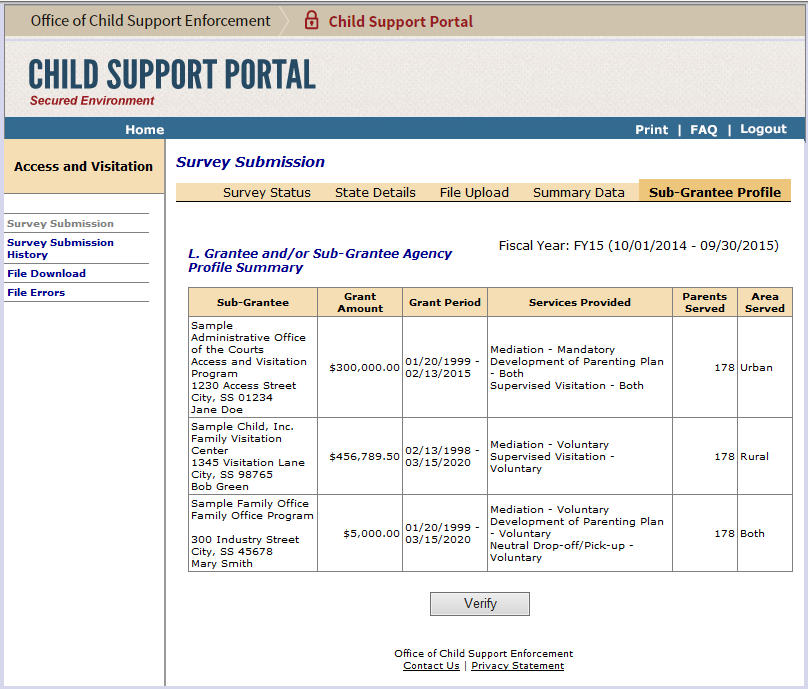 Office of Child Support Enforcement
Child Support Portal
CHILD SUPPORT PORTAL
Secured Environment
Home
Print | FAQ | Logout
Access and Visitation
Survey Submission
Survey Submission
History
File Download
File Errors
Survey Submission
Survey Status
State Details
File Upload
Summary Data
Sub-Grantee Profile
L. Grantee and/or Sub-Grantee Agency
Profile Summary
Fiscal Year: FY15 (10/01/2014 - 09/30/2015)
Sub-Grantee
Grant
Amount
Grant Period
Services Provided
Parents
Served
Area
Served
Sample
Administrative Office
of the Courts
Access and Visitation
Program
1230 Access Street
City, SS 01234
Jane Doe
$300,000.00
01/20/1999 -
02/13/2015
Mediation - Mandatory
Development of Parenting Plan
- Both
Supervised Visitation - Both
178
Urban
Sample Child, Inc.
Family Visitation
Center
1345 Visitation Lane
City, SS 98765
Bob Green
$456,789.50
02/13/1998 -
03/15/2020
Mediation - Voluntary
Supervised Visitation -
Voluntary
178
Rural
Sample Family Office
Family Office Program
300 Industry Street
City, SS 45678
Mary Smith
$5,000.00
01/20/1999 -
03/15/2020
Mediation - Voluntary
Development of Parenting Plan
- Voluntary
Neutral Drop-off/Pick-up -
Voluntary
178
Both
Verify
Office of Child Support Enforcement
Contact Us | Privacy Statement